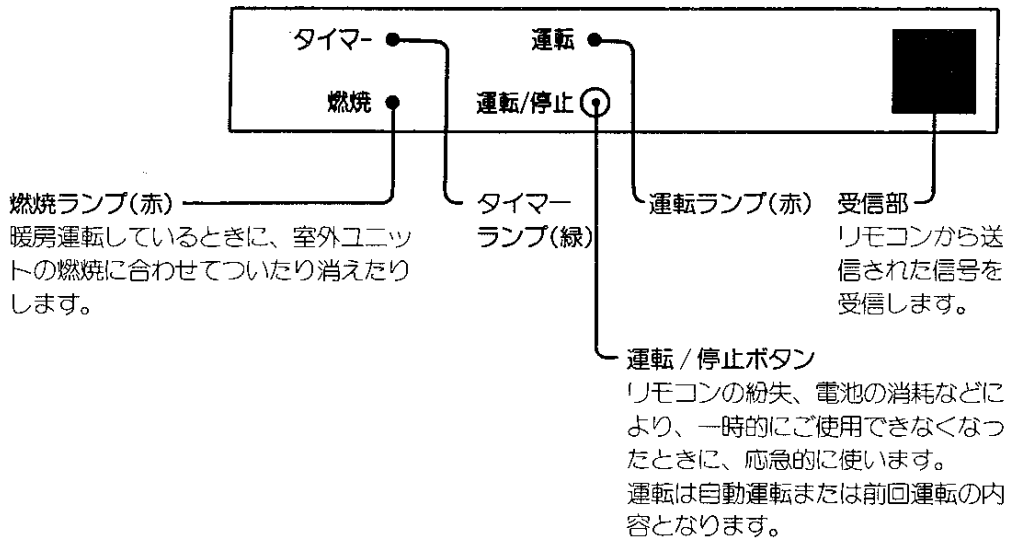 タイマー
運転
燃焼
運転/停止
燃焼ランプ(赤)
暖房運転しているときに、室外ユニッ
トの燃焼に合わせてついたり消えたり
します。
タイマー
ランプ(緑)
運転ランプ(赤)
受信部
リモコンから送
信された信号を
受信します。
運転/停止ボタン
リモコンの紛失、電池の消耗などに
より、一時的にご使用できなくなっ
たときに、応急的に使います。
運転は自動運転または前回運転の内
容となります。